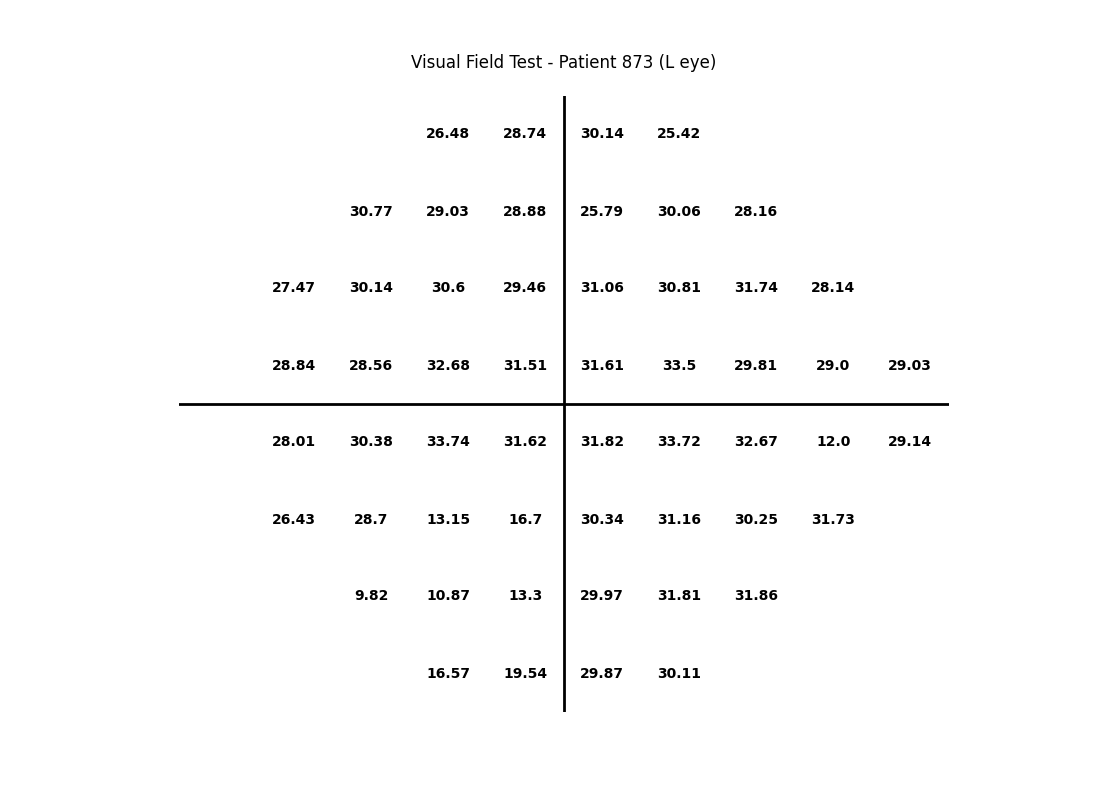 Visual Field Test - Patient 873 (L eye)
26.48 28.74 30.14 25.42
30.77 29.03 28.88 25.79 30.06 28.16
27.47 30.14 30.6 29.46 31.06 30.81 31.74 28.14
28.84 28.56 32.68 31.51 31.61 33.5 29.81 29.0 29.03
28.01 30.38 33.74 31.62 31.82 33.72 32.67 12.0 29.14
26.43 28.7 13.15 16.7 30.34 31.16 30.25 31.73
9.82 10.87 13.3 29.97 31.81 31.86
16.57 19.54 29.87 30.11